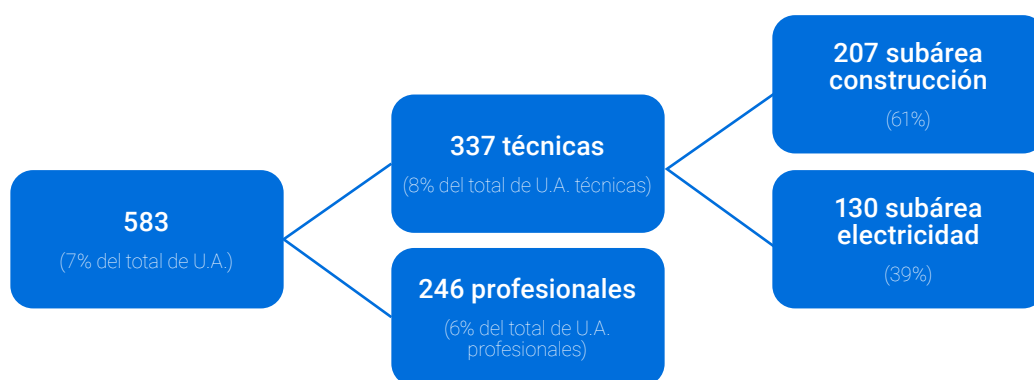 583
(7% del total de U.A.)
337 técnicas
(8% del total de U.A. técnicas)
246 profesionales
(6% del total de U.A.
profesionales)
207 subárea
construcción
(61%)
130 subárea
electricidad
(39%)